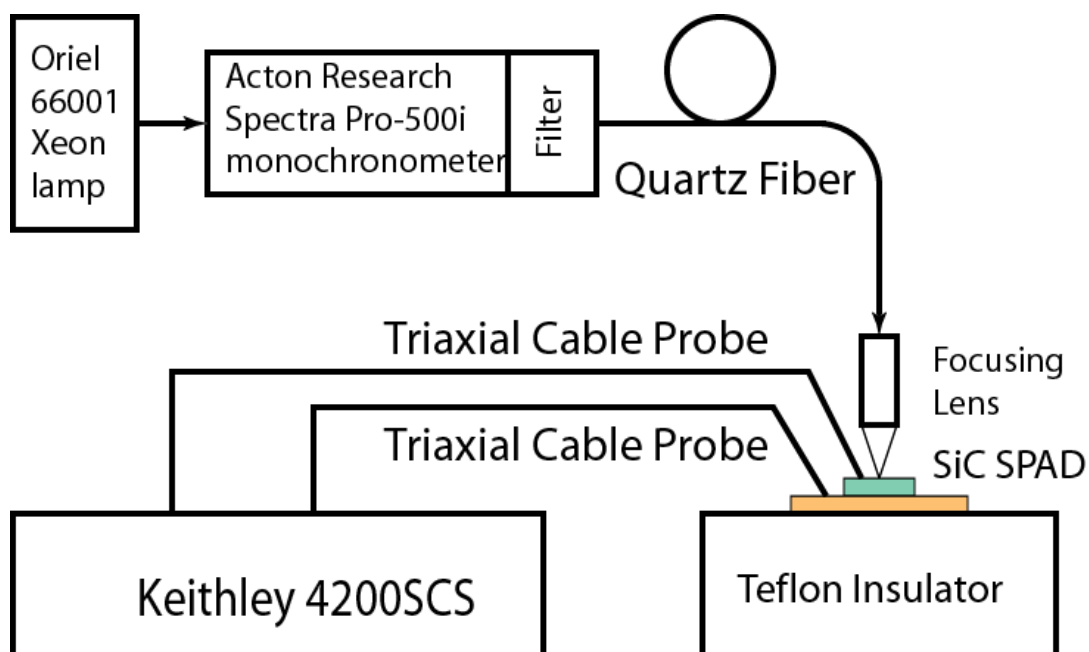 Oriel
66001
Xeon
lamp
Acton Research
Spectra Pro-500i
monochronometer
Filter
Quartz Fiber
Triaxial Cable Probe
Focusing
Lens
Triaxial Cable Probe
SiC SPAD
Keithley 4200SCS
Teflon Insulator